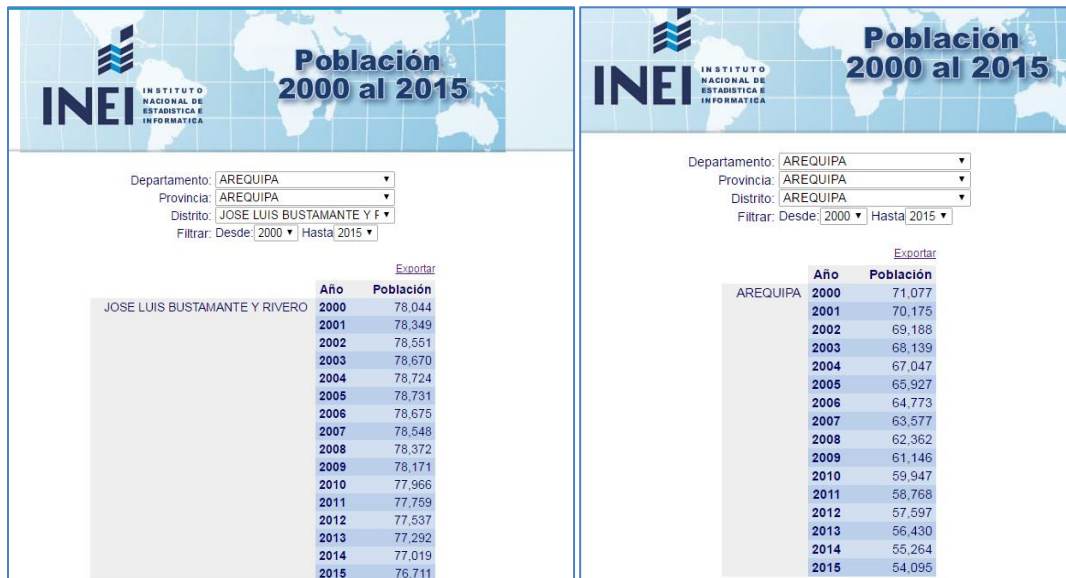 INEI
INSTITUTO
NACIONAL DE
ESTADISTICA E
INFORMATICA
Población
2000 al 2015
Departamento: AREQUIPA
Provincia: AREQUIPA
Distrito: JOSE LUIS BUSTAMANTE Y F
Filtrar: Desde: 2000 Hasta 2015
Exportar
Año Población
JOSE LUIS BUSTAMANTE Y RIVERO 2000 78,044
2001 78,349
2002 78,551
2003 78,670
2004 78,724
2005 78,731
2006 78,675
2007 78,548
2008 78,372
2009 78,171
2010 77,966
2011 77,759
2012 77,537
2013 77,292
2014 77,019
2015 76,711
INEI
INSTITUTO
NACIONAL DE
ESTADISTICA E
INFORMATICA
Población
2000 al 2015
Departamento: AREQUIPA
Provincia: AREQUIPA
Distrito: AREQUIPA
Filtrar: Desde: 2000 Hasta 2015
Exportar
Año Población
AREQUIPA 2000 71,077
2001 70,175
2002 69,188
2003 68,139
2004 67,047
2005 65,927
2006 64,773
2007 63,577
2008 62,362
2009 61,146
2010 59,947
2011 58,768
2012 57,597
2013 56,430
2014 55,264
2015 54,095